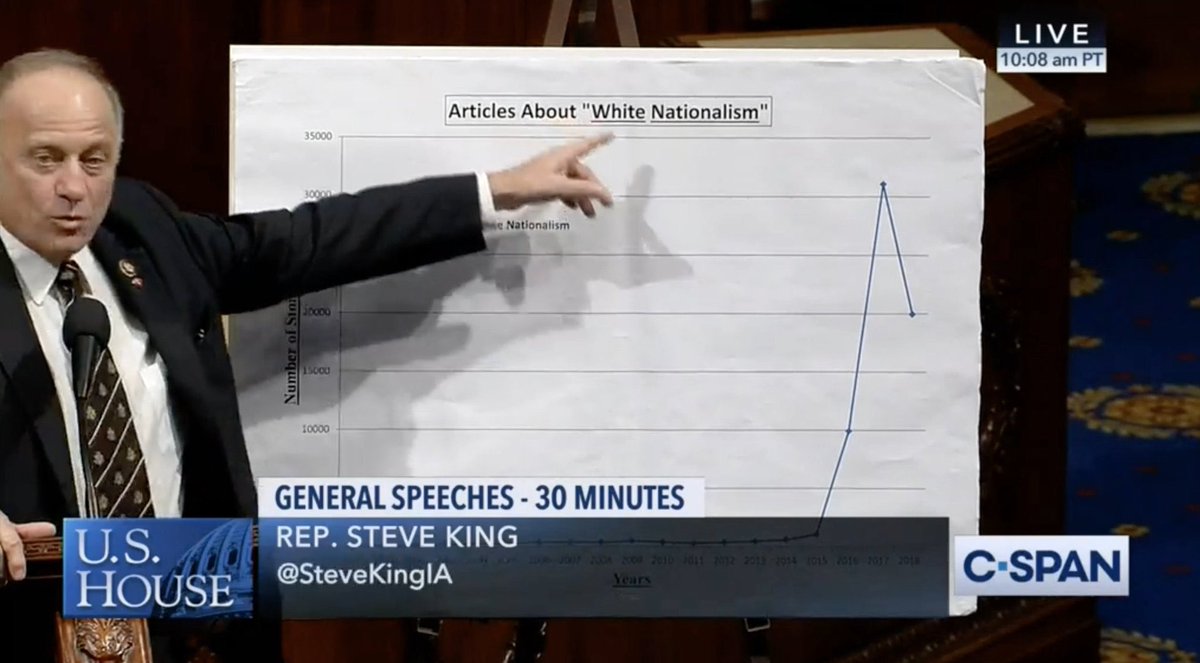 LIVE
10:08 am PT
Articles About "White Nationalism"
35000
30000
Nationalism
20000
15000
10000
Number of
GENERAL SPEECHES - 30 MINUTES
U.S. HOUSE
REP. STEVE KING
@SteveKingIA
2006 2007 2008 2009 2010 2011 2012 2013 2014 2015 2016 2017 2018
Years
C-SPAN